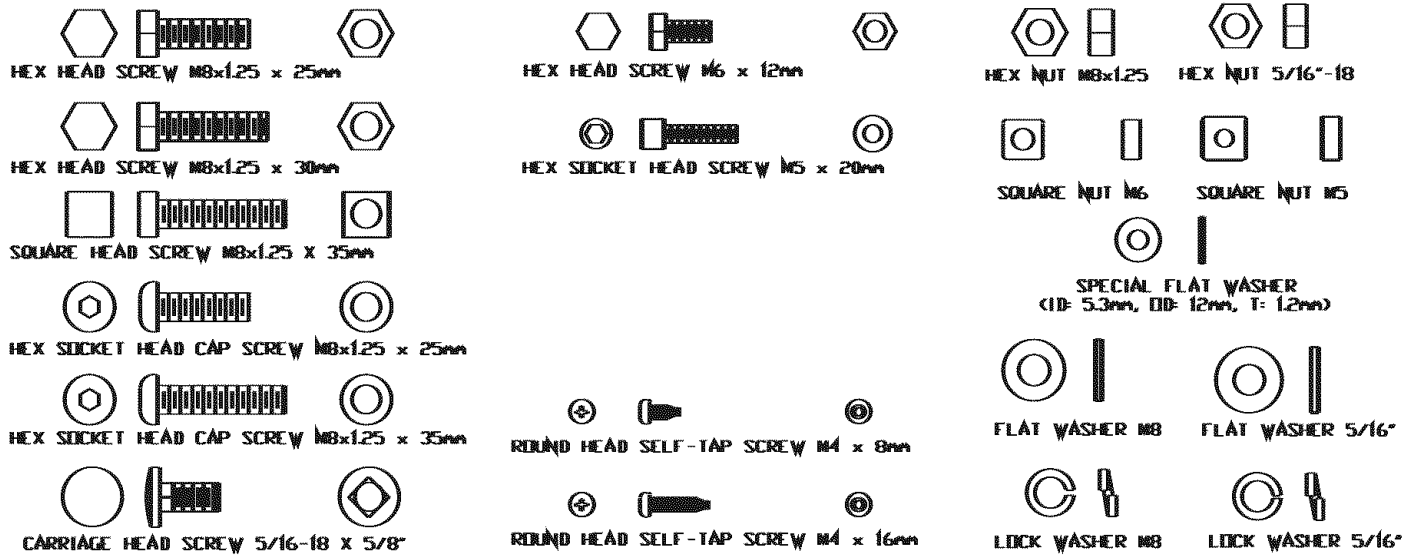 HEX HEAD SCREW M8x1.25 x 25mm
HEX HEAD SCREW M8x1.25 x 30mm
SQUARE HEAD SCREW M8x1.25 X 35mm
HEX SOCKET HEAD CAP SCREW M8x1.25 x 25mm
HEX SOCKET HEAD CAP SCREW M8x1.25 x 35mm
CARRIAGE HEAD SCREW 5/16-18 X 5/8"
HEX HEAD SCREW M6 x 12mm
HEX SOCKET HEAD SCREW M5 x 20mm
ROUND HEAD SELF-TAP SCREW M4 x 8mm
ROUND HEAD SELF-TAP SCREW M4 x 16mm
HEX NUT M8x1.25
HEX NUT 5/16"-18
SQUARE NUT M6
SQUARE NUT M5
SPECIAL FLAT WASHER
(ID: 5.3mm, OD: 12mm, T: 1.2mm)
FLAT WASHER M8
FLAT WASHER 5/16"
LOCK WASHER M8
LOCK WASHER 5/16"